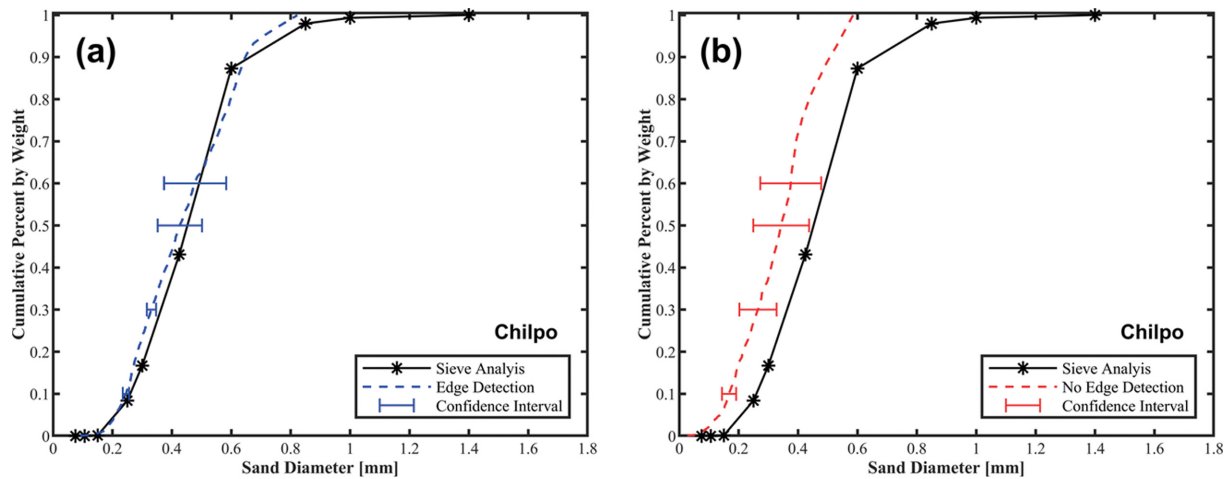 (a)
Cumulative Percent by Weight
1
0.9
0.8
0.7
0.6
0.5
0.4
0.3
0.2
0.1
0
0 0.2 0.4 0.6 0.8 1 1.2 1.4 1.6 1.8
Sand Diameter [mm]
Chilpo
Sieve Analyis
Edge Detection
Confidence Interval
(b)
Cumulative Percent by Weight
1
0.9
0.8
0.7
0.6
0.5
0.4
0.3
0.2
0.1
0
0 0.2 0.4 0.6 0.8 1 1.2 1.4 1.6 1.8
Sand Diameter [mm]
Chilpo
Sieve Analyis
No Edge Detection
Confidence Interval